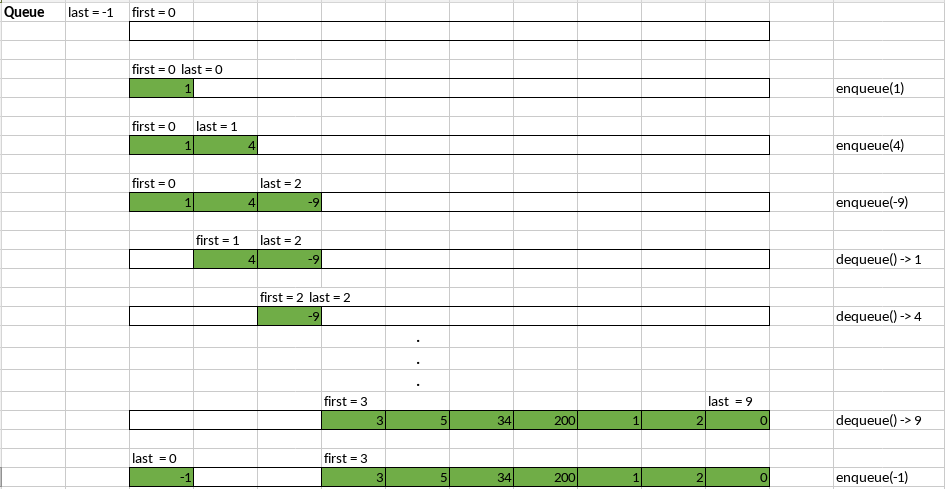 Queue last = -1 first = 0
first = 0 last = 0
1 enqueue(1)
first = 0 last = 1
1 4 enqueue(4)
first = 0 last = 2
1 4 -9 enqueue(-9)
first = 1 last = 2
4 -9 dequeue() -> 1
first = 2 last = 2
-9 dequeue() -> 4
.
.
.
first = 3 last = 9
3 5 34 200 1 2 0 dequeue() -> 9
last = 0 first = 3
-1 3 5 34 200 1 2 0 enqueue(-1)